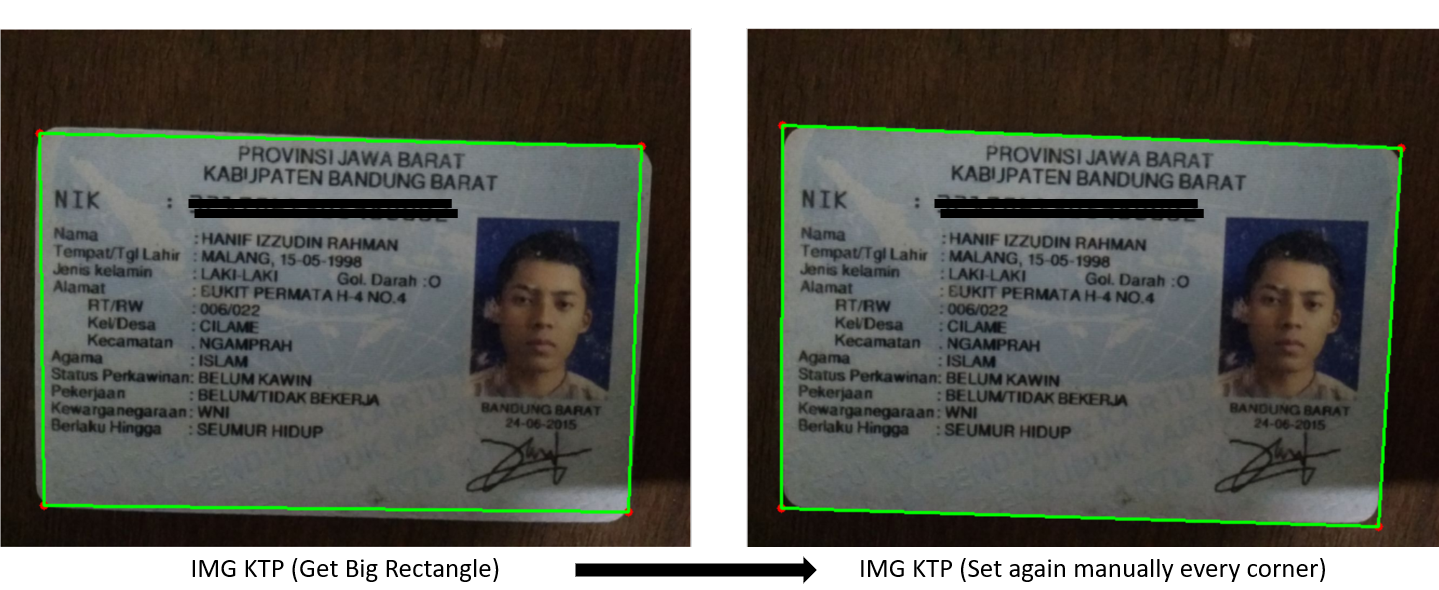 PROVINSI JAWA BARAT
KABUPATEN BANDUNG BARAT
NIK :
Nama : HANIF IZZUDIN RAHMAN
Tempat/Tgl Lahir : MALANG, 15-05-1998
Jenis kelamin : LAKI-LAKI Gol. Darah : O
Alamat : BUKIT PERMATA H-4 NO.4
RT/RW : 006/022
Kel/Desa : CILAME
Kecamatan : NGAMPRAH
Agama : ISLAM
Status Perkawinan: BELUM KAWIN
Pekerjaan : BELUM/TIDAK BEKERJA
Kewarganegaraan: WNI
Berlaku Hingga : SEUMUR HIDUP
BANDUNG BARAT
24-06-2015
PROVINSI JAWA BARAT
KABUPATEN BANDUNG BARAT
NIK :
Nama : HANIF IZZUDIN RAHMAN
Tempat/Tgl Lahir : MALANG, 15-05-1998
Jenis kelamin : LAKI-LAKI Gol. Darah : O
Alamat : BUKIT PERMATA H-4 NO.4
RT/RW : 006/022
Kel/Desa : CILAME
Kecamatan : NGAMPRAH
Agama : ISLAM
Status Perkawinan: BELUM KAWIN
Pekerjaan : BELUM/TIDAK BEKERJA
Kewarganegaraan: WNI
Berlaku Hingga : SEUMUR HIDUP
BANDUNG BARAT
24-06-2015
IMG KTP (Get Big Rectangle)
IMG KTP (Set again manually every corner)